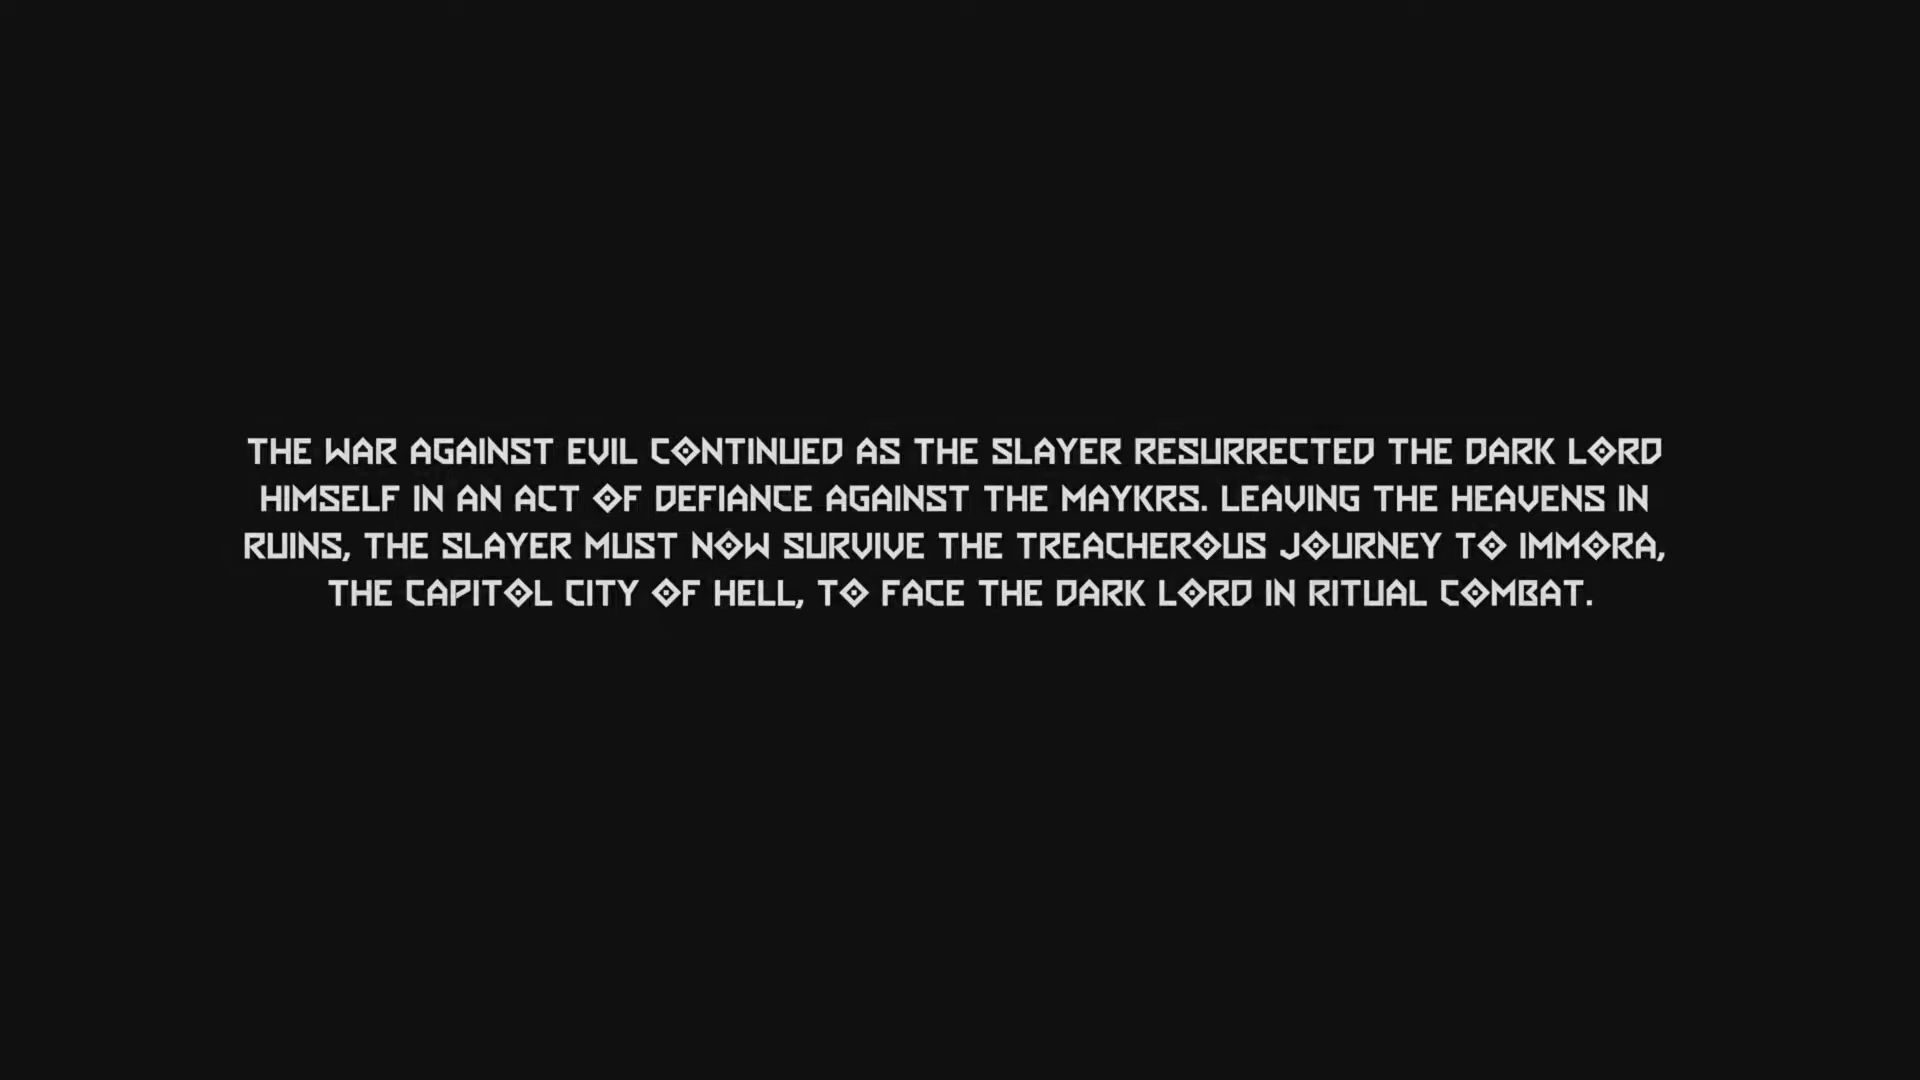 THE WAR AGAINST EVIL CONTINUED AS THE SLAYER RESURRECTED THE DARK LORD
HIMSELF IN AN ACT OF DEFIANCE AGAINST THE MAYKRS. LEAVING THE HEAVENS IN
RUINS, THE SLAYER MUST NOW SURVIVE THE TREACHEROUS JOURNEY TO IMMORA,
THE CAPITOL CITY OF HELL, TO FACE THE DARK LORD IN RITUAL COMBAT.